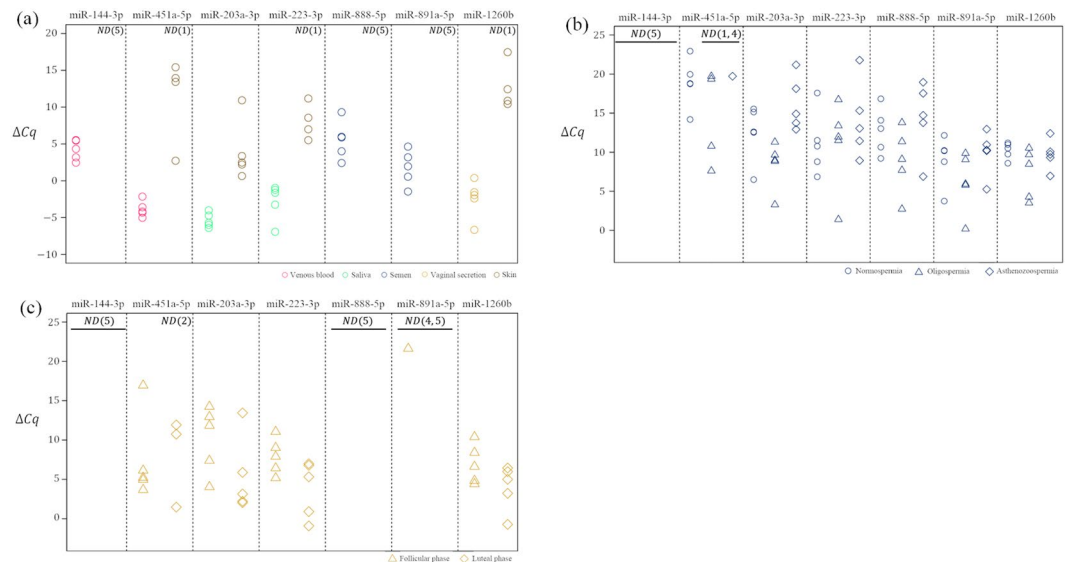 (a)
miR-144-3p miR-451a-5p miR-203a-3p miR-223-3p miR-888-5p miR-891a-5p miR-1260b
ND(5) ND(1) ND(1) ND(5) ND(5) ND(1)
20
15
10
5
0
−5
−10
ΔCq
Venous blood Saliva Semen Vaginal secretion Skin
(b)
miR-144-3p miR-451a-5p miR-203a-3p miR-223-3p miR-888-5p miR-891a-5p miR-1260b
ND(5) ND(1,4)
25
20
15
10
5
0
ΔCq
Normospermia Oligospermia Asthenozoospermia
(c)
miR-144-3p miR-451a-5p miR-203a-3p miR-223-3p miR-888-5p miR-891a-5p miR-1260b
ND(5) ND(2) ND(5) ND(4,5)
25
20
15
10
5
0
ΔCq
Follicular phase Luteal phase